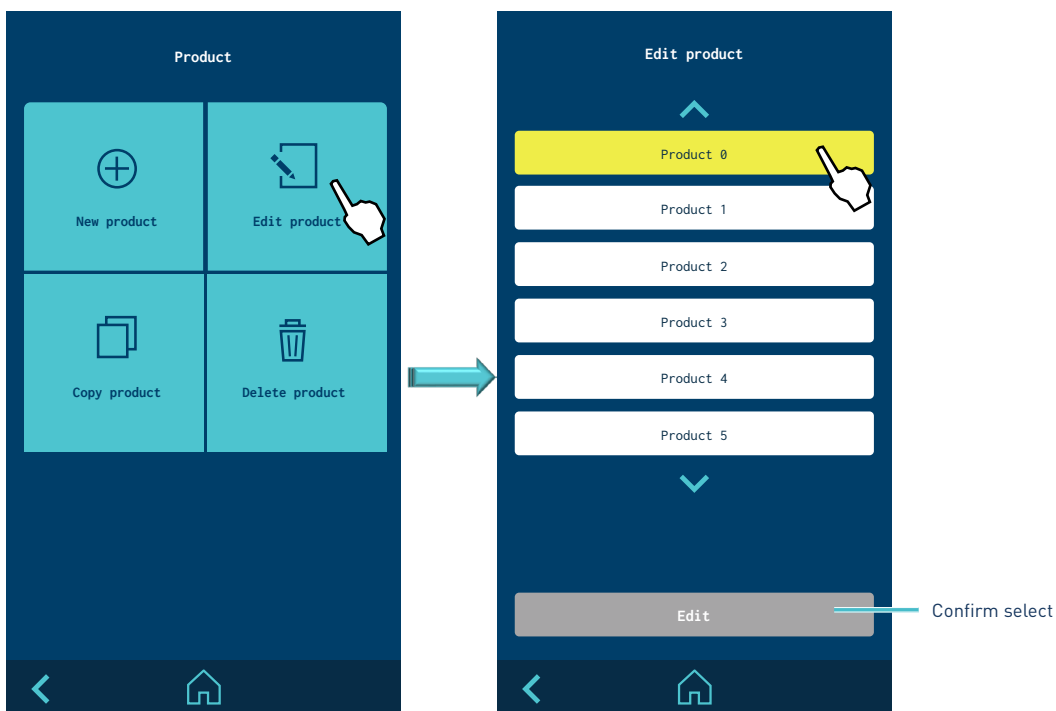 Product
New product
Edit product
Copy product
Delete product
Edit product
Product 0
Product 1
Product 2
Product 3
Product 4
Product 5
Edit
Confirm select